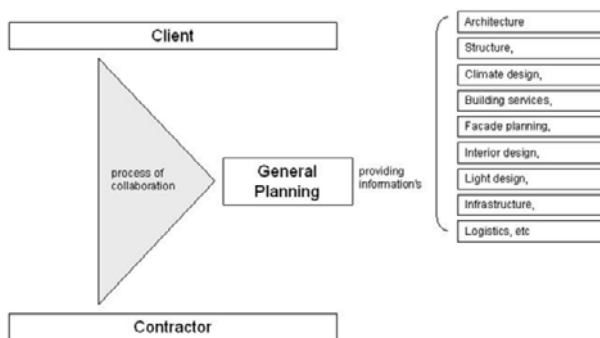 Client
process of
collaboration
General
Planning
providing
information's
Architecture
Structure,
Climate design,
Building services,
Facade planning,
Interior design,
Light design,
Infrastructure,
Logistics, etc
Contractor